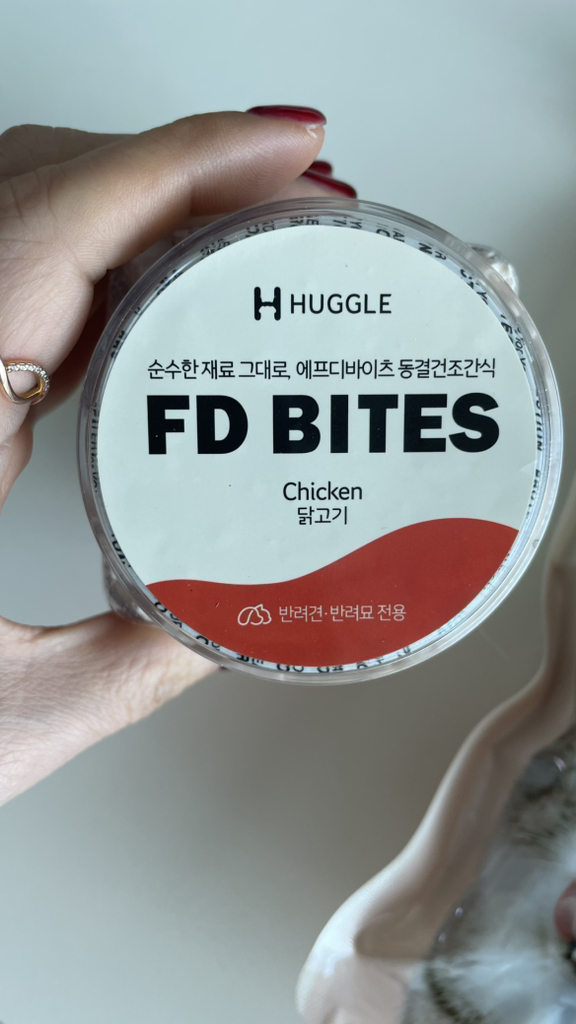 HUGGLE
순수한 재료 그대로, 에프디바이츠 동결건조간식
FD BITES
Chicken
닭고기
반려견·반려묘 전용